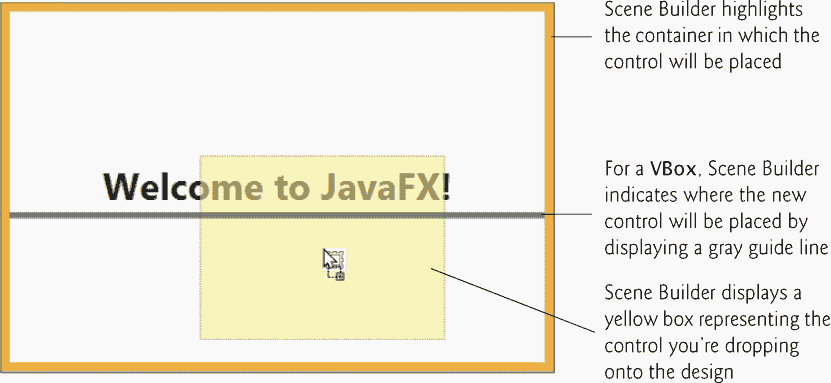 Scene Builder highlights
the container in which the
control will be placed
Welcome to JavaFX!
For a VBox, Scene Builder
indicates where the new
control will be placed by
displaying a gray guide line
Scene Builder displays a
yellow box representing the
control you're dropping
onto the design